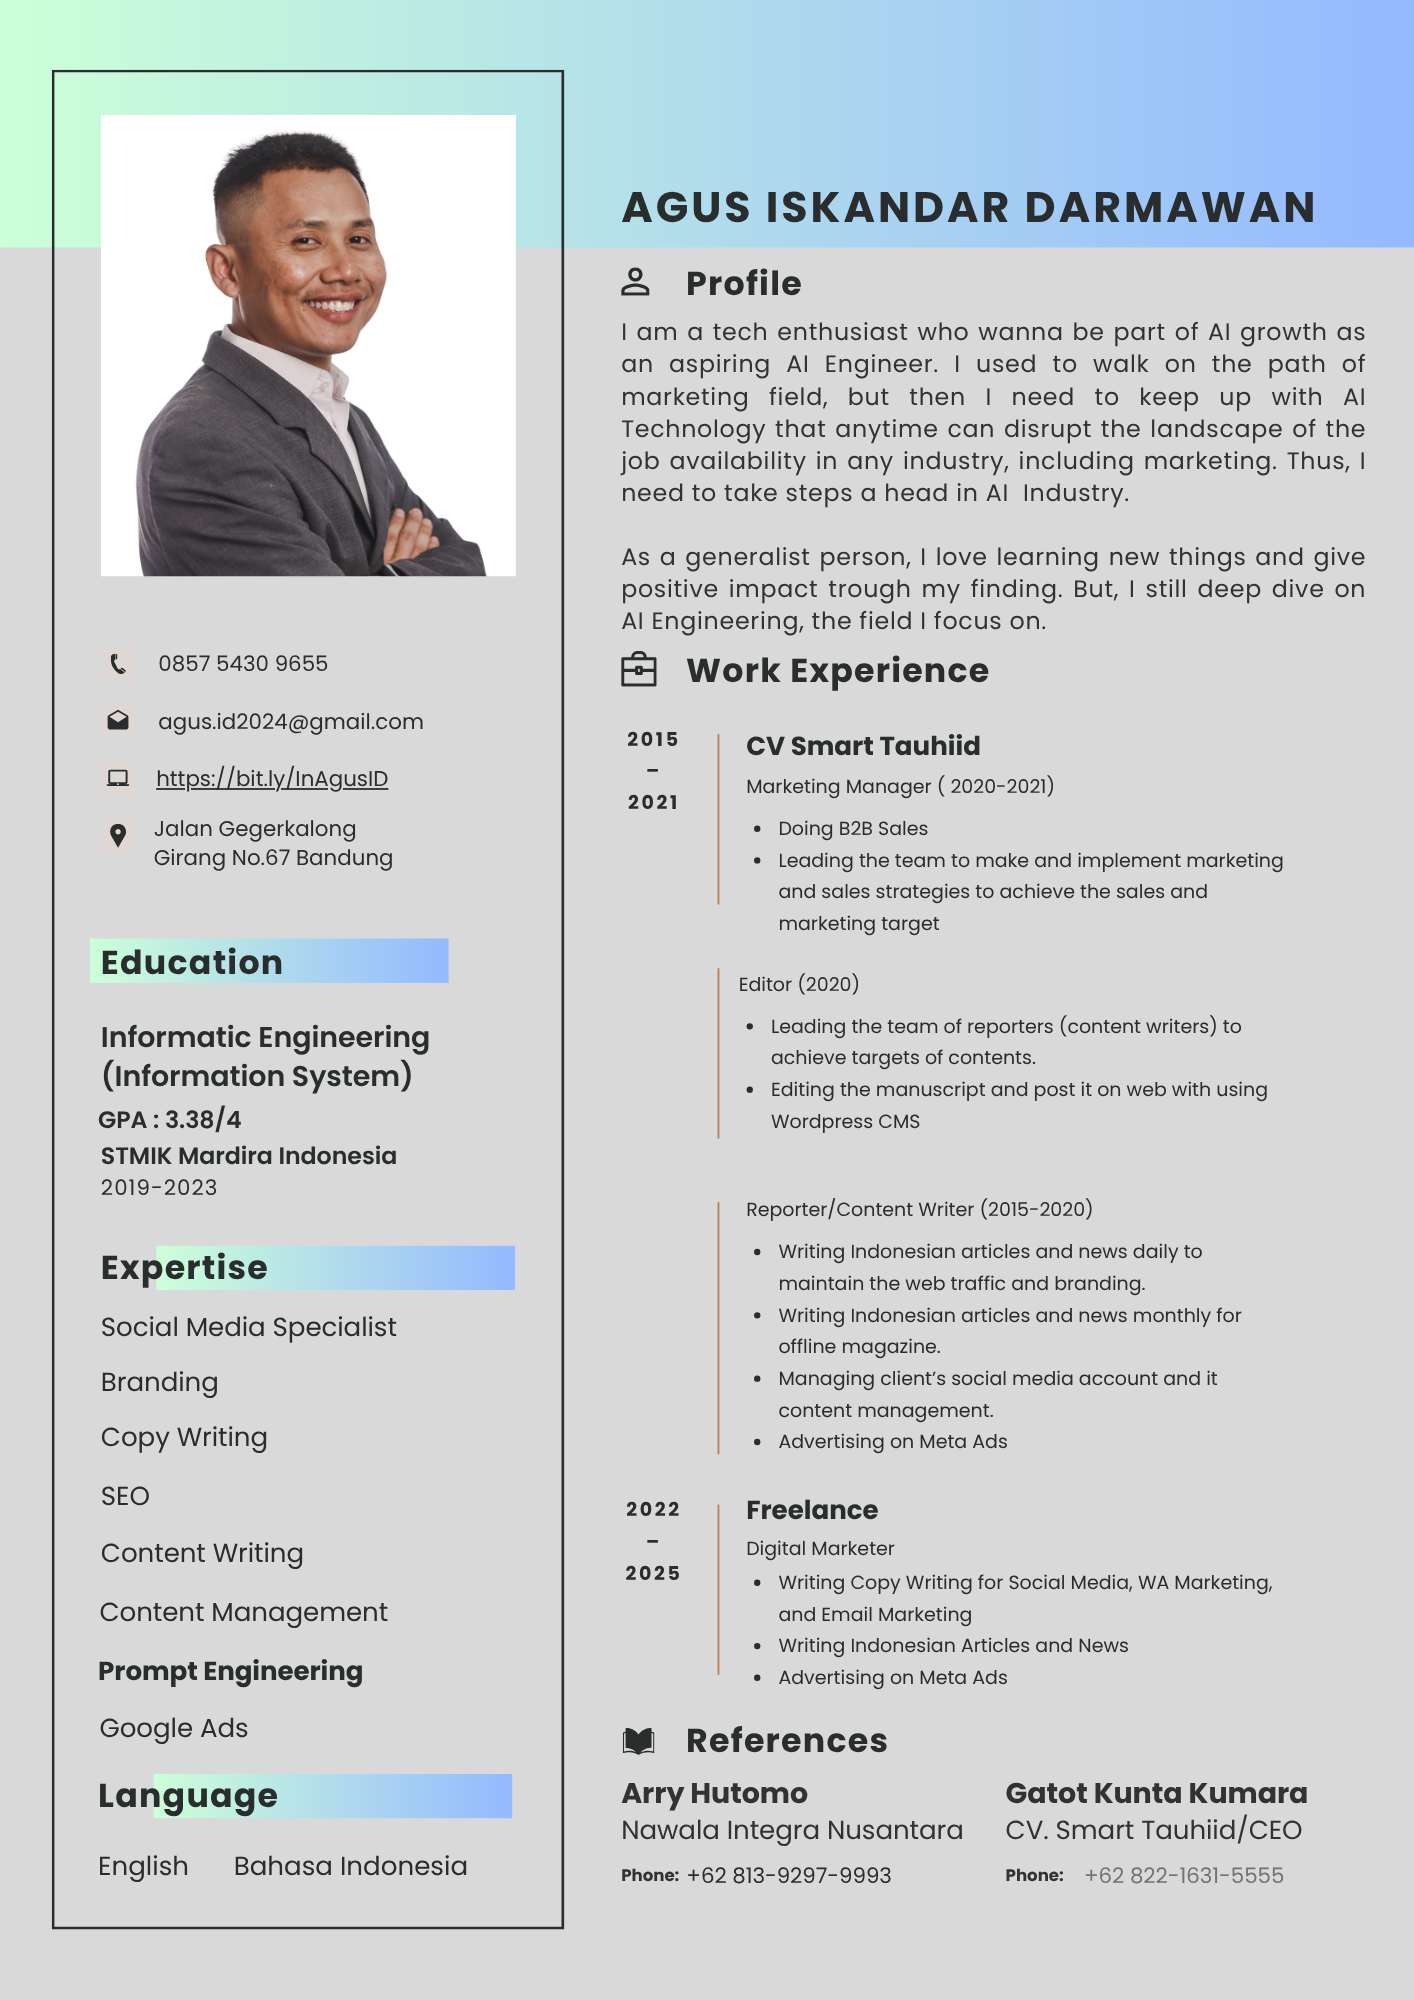 AGUS ISKANDAR DARMAWAN
0857 5430 9655
agus.id2024@gmail.com
https://bit.ly/InAgusID
Jalan Gegerkalong
Girang No.67 Bandung
Education
Informatic Engineering
(Information System)
GPA : 3.38/4
STMIK Mardira Indonesia
2019-2023
Expertise
Social Media Specialist
Branding
Copy Writing
SEO
Content Writing
Content Management
Prompt Engineering
Google Ads
Language
English Bahasa Indonesia
Profile
I am a tech enthusiast who wanna be part of AI growth as
an aspiring AI Engineer. I used to walk on the path of
marketing field, but then I need to keep up with AI
Technology that anytime can disrupt the landscape of the
job availability in any industry, including marketing. Thus, I
need to take steps a head in AI Industry.
As a generalist person, I love learning new things and give
positive impact trough my finding. But, I still deep dive on
AI Engineering, the field I focus on.
Work Experience
2015
–
2021
CV Smart Tauhiid
Marketing Manager ( 2020-2021)
• Doing B2B Sales
• Leading the team to make and implement marketing
and sales strategies to achieve the sales and
marketing target
Editor (2020)
• Leading the team of reporters (content writers) to
achieve targets of contents.
• Editing the manuscript and post it on web with using
Wordpress CMS
Reporter/Content Writer (2015-2020)
• Writing Indonesian articles and news daily to
maintain the web traffic and branding.
• Writing Indonesian articles and news monthly for
offline magazine.
• Managing client’s social media account and it
content management.
• Advertising on Meta Ads
2022
–
2025
Freelance
Digital Marketer
• Writing Copy Writing for Social Media, WA Marketing,
and Email Marketing
• Writing Indonesian Articles and News
• Advertising on Meta Ads
References
Arry Hutomo
Nawala Integra Nusantara
Phone: +62 813-9297-9993
Gatot Kunta Kumara
CV. Smart Tauhiid/CEO
Phone: +62 822-1631-5555